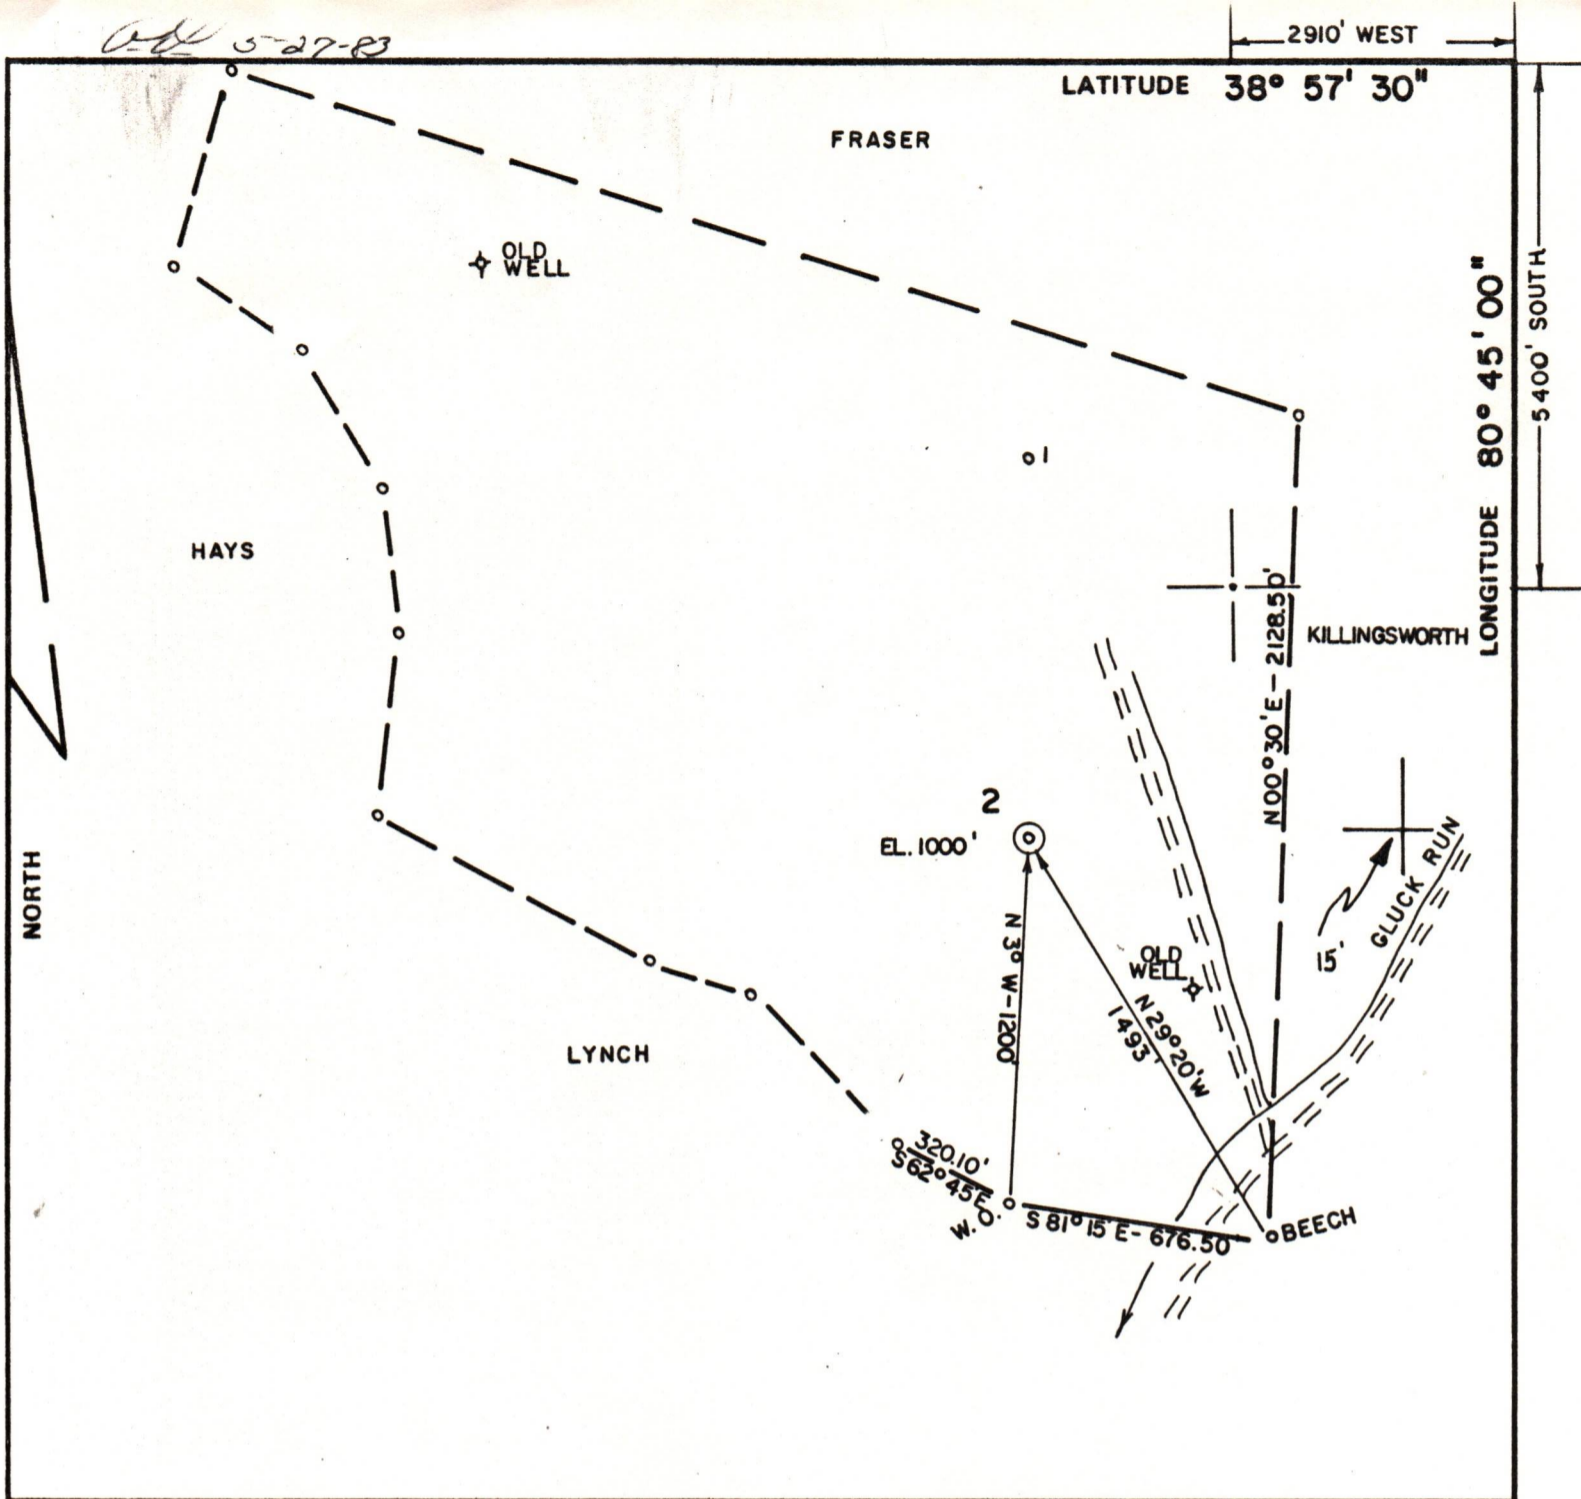 5-27-83
2910' WEST
LATITUDE 38° 57' 30"
FRASER
OLD
WELL
5400' SOUTH
LONGITUDE 80° 45' 00"
1
HAYS
KILLINGSWORTH
N00°30'E-2128.50'
2
EL. 1000'
NORTH
GLUCK RUN
15'
OLD
WELL
N 3° W-1200'
N 29°20'W
1493'
LYNCH
320.10'
S62°45'E
W. O.
S 81° 15' E- 676.50'
BEECH